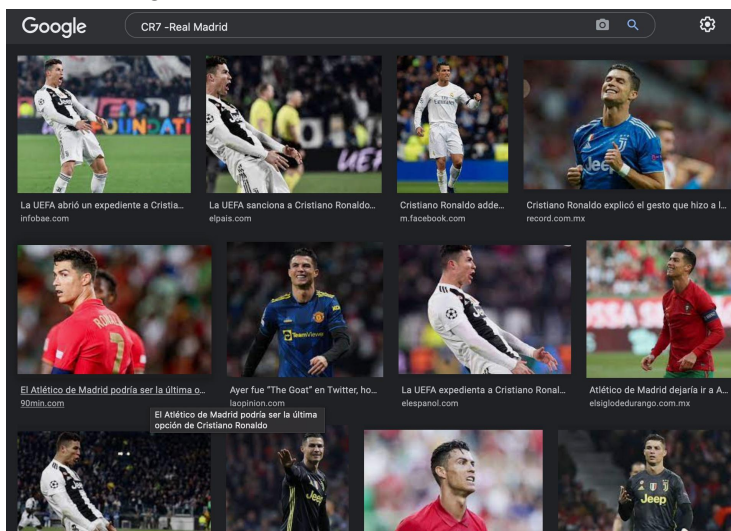 Google
CR7 -Real Madrid
La UEFA abrió un expediente a Cristia...
infobae.com
La UEFA sanciona a Cristiano Ronaldo...
elpais.com
Cristiano Ronaldo adde...
m.facebook.com
Cristiano Ronaldo explicó el gesto que hizo a l...
record.com.mx
El Atlético de Madrid podría ser la última o...
90min.com
Ayer fue “The Goat” en Twitter, ho...
laopinion.com
La UEFA expedienta a Cristiano Ronal...
elespanol.com
Atlético de Madrid dejaría ir a A...
elsiglodedurango.com.mx
El Atlético de Madrid podría ser la última
opción de Cristiano Ronaldo
Jeep
TeamViewer
7
Jeep